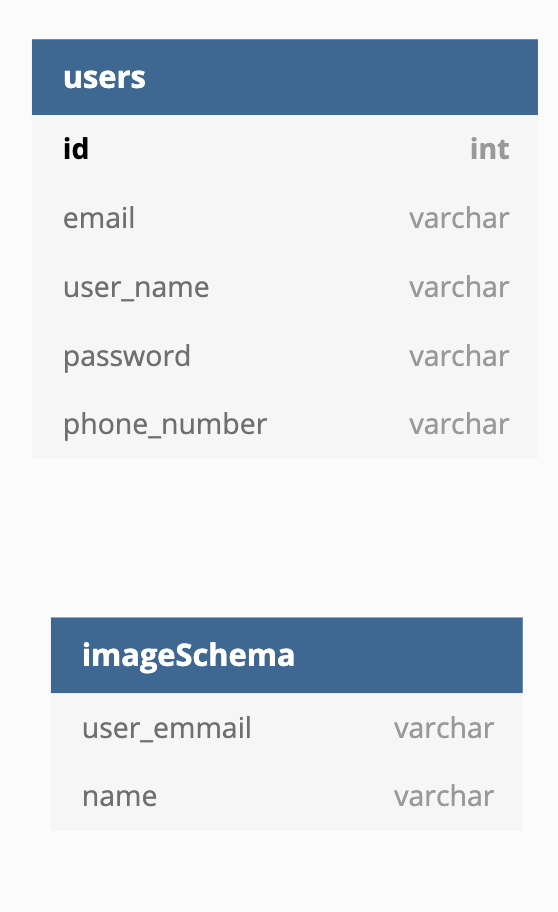 users
id int
email varchar
user_name varchar
password varchar
phone_number varchar
imageSchema
user_emmail varchar
name varchar